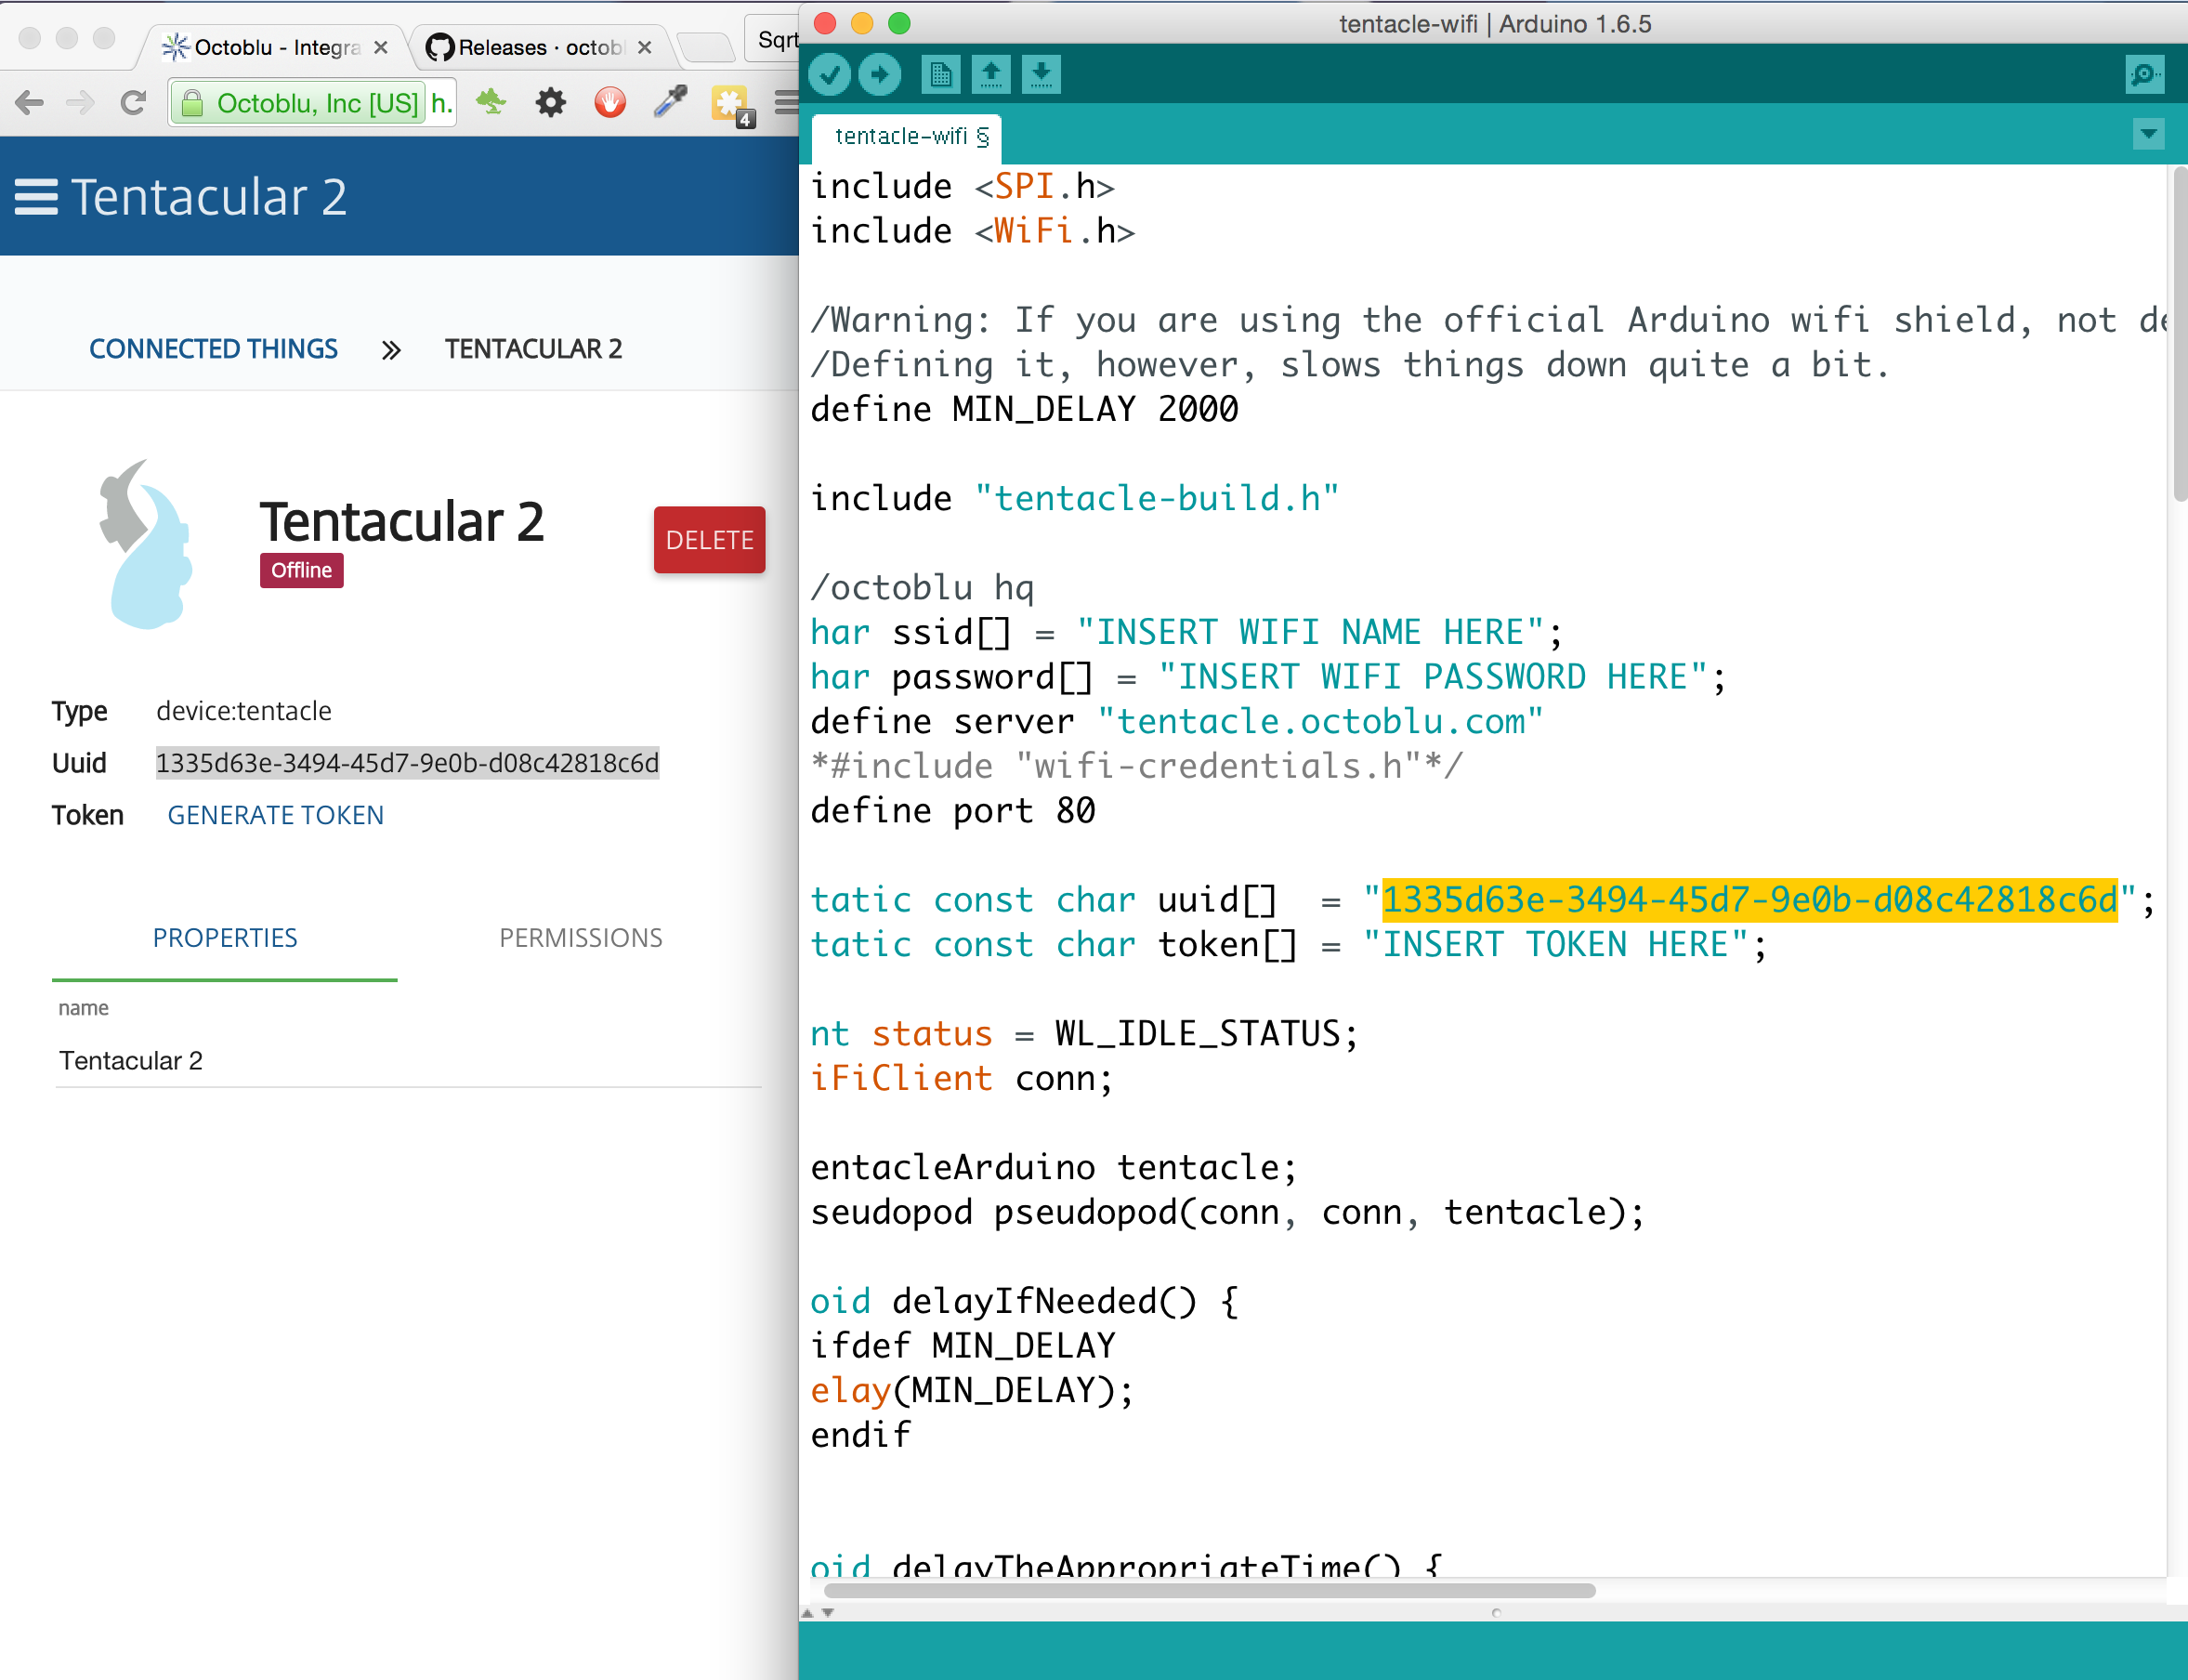 Octoblu - Integra
Releases · octobl
Sqrt
Octoblu, Inc [US] h.
4
Tentacular 2
CONNECTED THINGS » TENTACULAR 2
Tentacular 2
Offline
DELETE
Type device:tentacle
Uuid 1335d63e-3494-45d7-9e0b-d08c42818c6d
Token GENERATE TOKEN
PROPERTIES PERMISSIONS
name
Tentacular 2
tentacle-wifi | Arduino 1.6.5
tentacle-wifi §
include <SPI.h>
include <WiFi.h>
/Warning: If you are using the official Arduino wifi shield, not de
/Defining it, however, slows things down quite a bit.
define MIN_DELAY 2000
include "tentacle-build.h"
/octoblu hq
har ssid[] = "INSERT WIFI NAME HERE";
har password[] = "INSERT WIFI PASSWORD HERE";
define server "tentacle.octoblu.com"
*#include "wifi-credentials.h"*/
define port 80
tatic const char uuid[]  = "1335d63e-3494-45d7-9e0b-d08c42818c6d";
tatic const char token[] = "INSERT TOKEN HERE";
nt status = WL_IDLE_STATUS;
iFiClient conn;
entacleArduino tentacle;
seudopod pseudopod(conn, conn, tentacle);
oid delayIfNeeded() {
ifdef MIN_DELAY
elay(MIN_DELAY);
endif
oid delayTheAppropriateTime() {